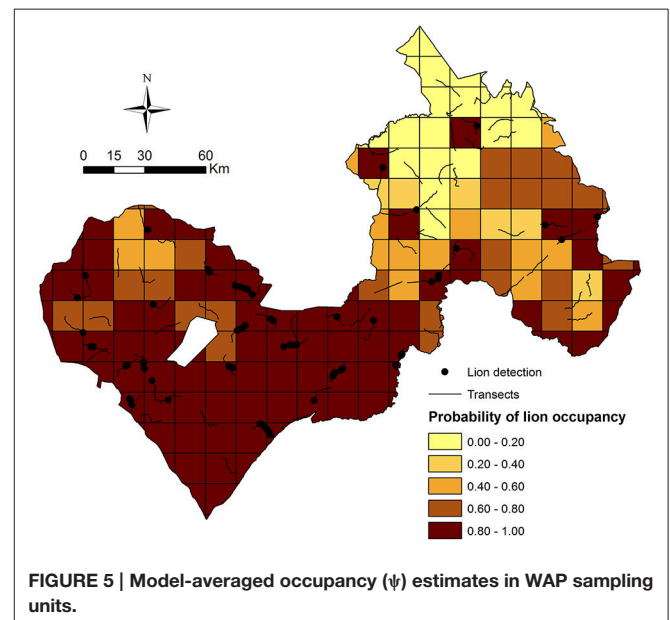 N
0 15 30 60
Km
Lion detection
Transects
Probability of lion occupancy
0.00 - 0.20
0.20 - 0.40
0.40 - 0.60
0.60 - 0.80
0.80 - 1.00
FIGURE 5 | Model-averaged occupancy (ψ) estimates in WAP sampling
units.